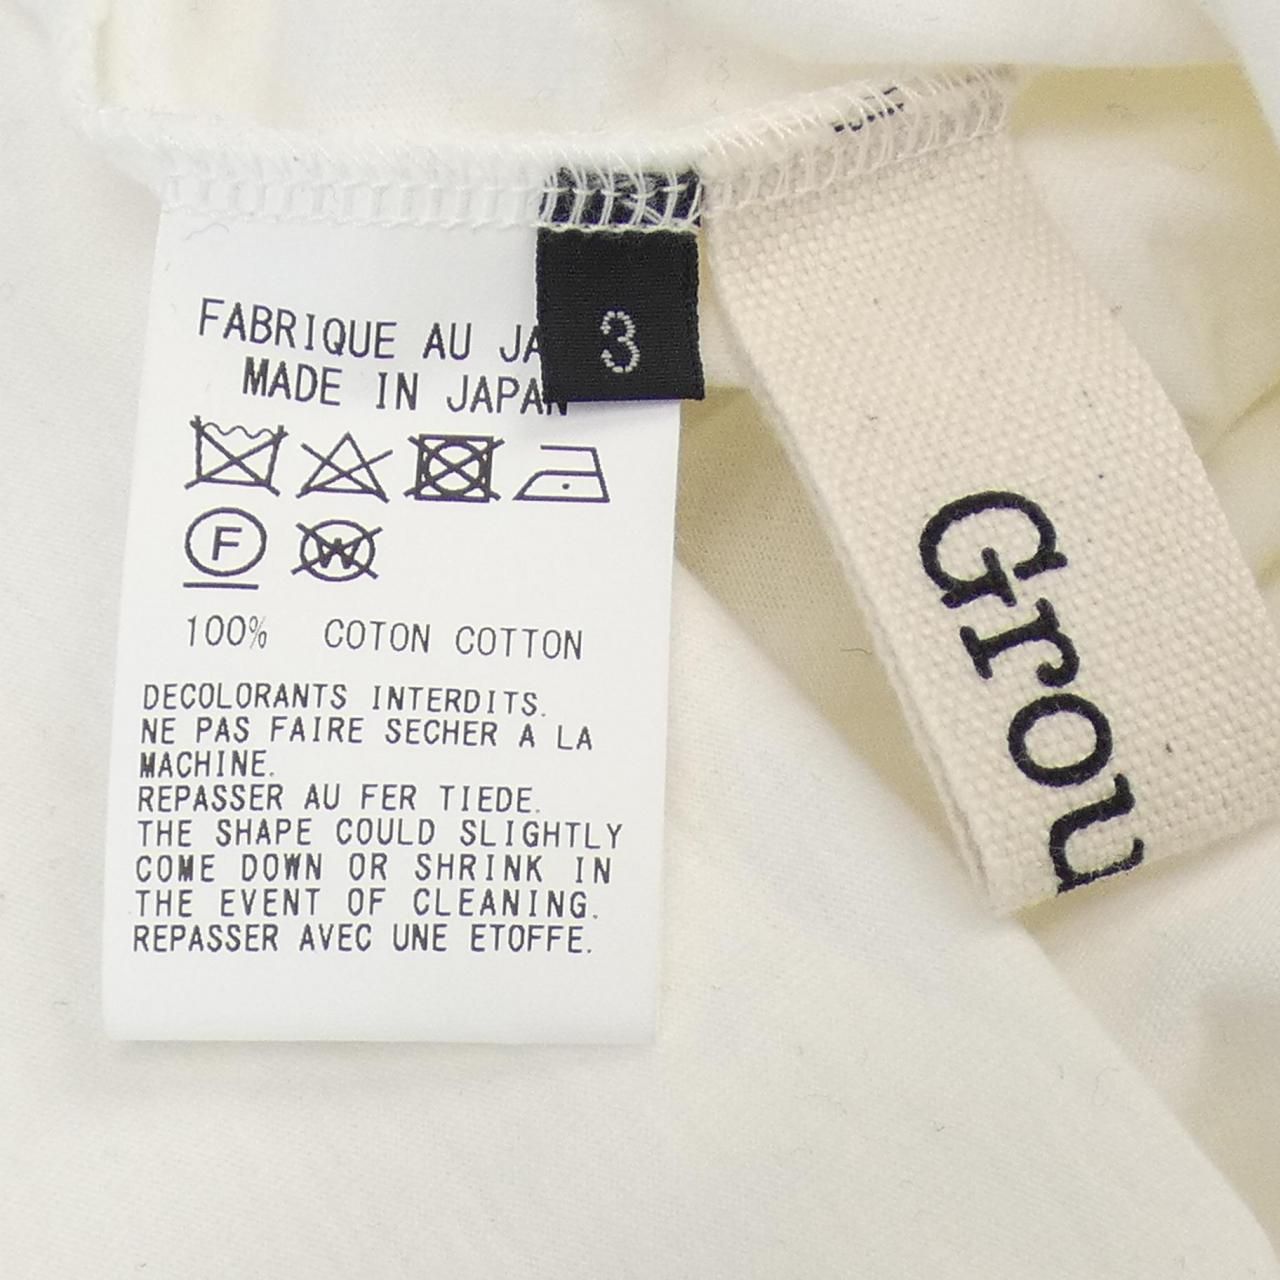 FABRIQUE AU JA
MADE IN JAPAN
3
F
W
100% COTON COTTON
DECOLORANTS INTERDITS.
NE PAS FAIRE SECHER A LA
MACHINE.
REPASSER AU FER TIEDE.
THE SHAPE COULD SLIGHTLY
COME DOWN OR SHRINK IN
THE EVENT OF CLEANING.
REPASSER AVEC UNE ETOFFE.
Grou